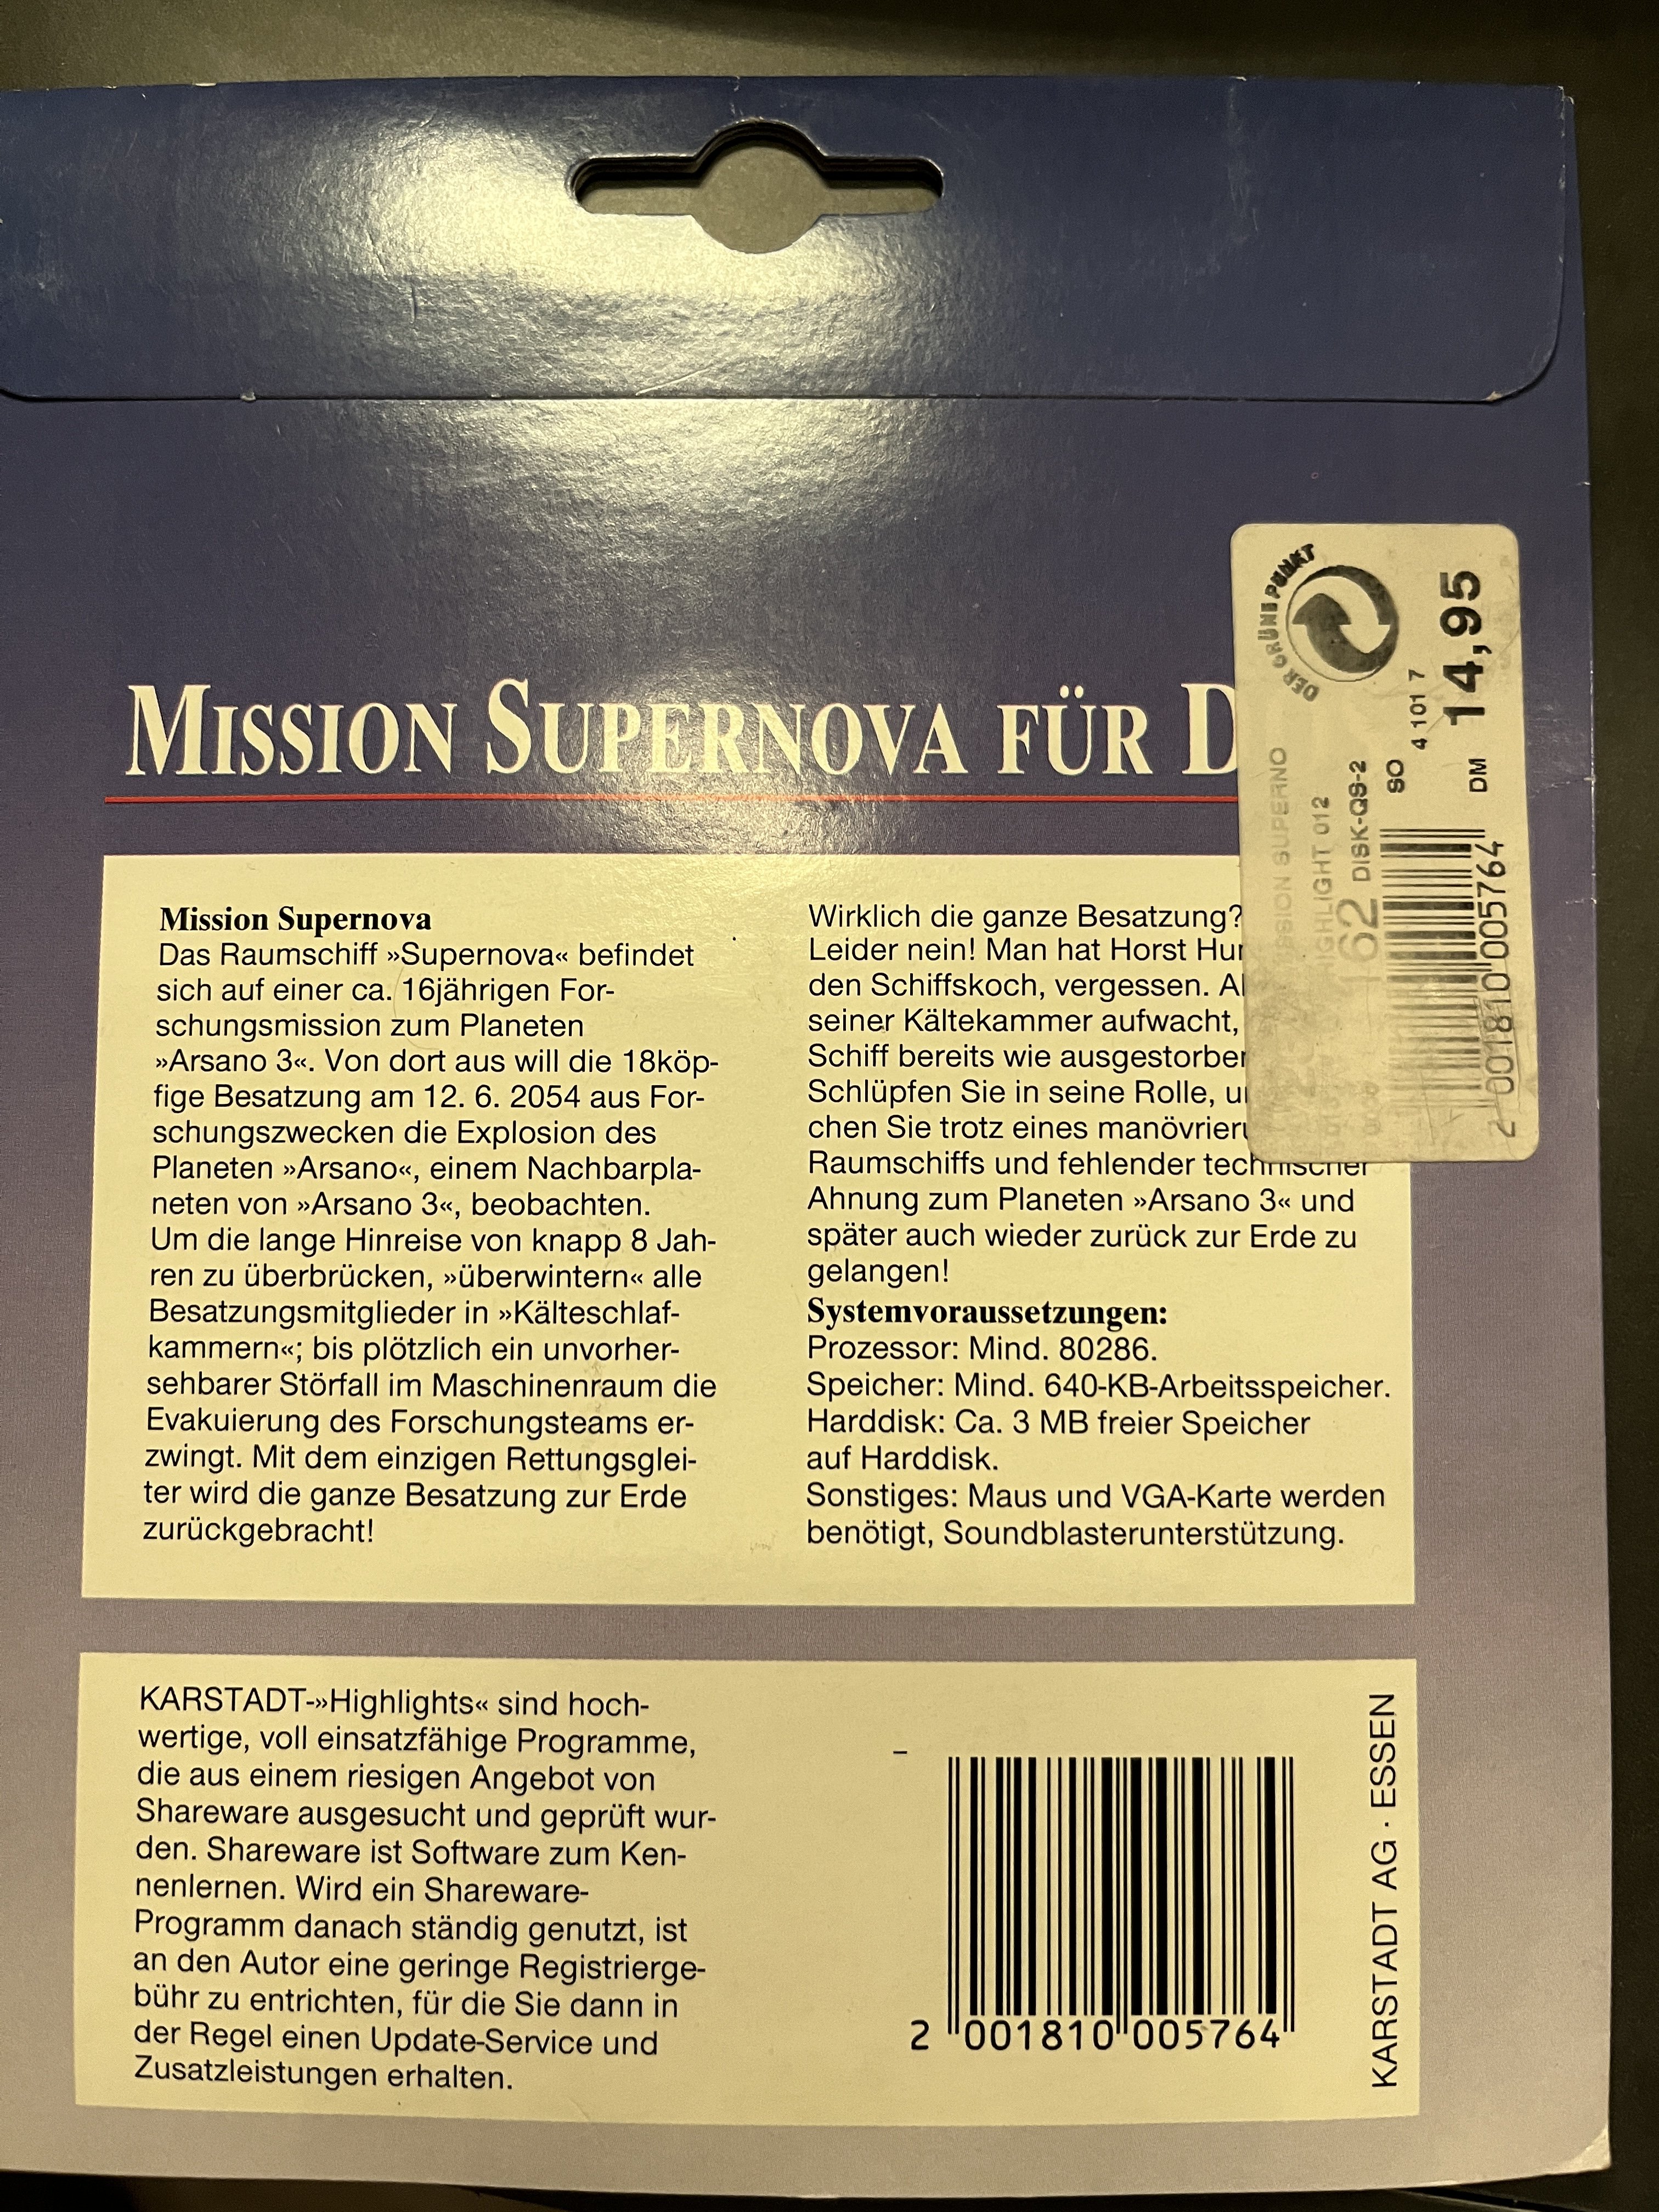 MISSION SUPERNOVA FÜR D
Mission Supernova
Das Raumschiff »Supernova« befindet
sich auf einer ca. 16jährigen For-
schungsmission zum Planeten
»Arsano 3«. Von dort aus will die 18köp-
fige Besatzung am 12. 6. 2054 aus For-
schungszwecken die Explosion des
Planeten »Arsano«, einem Nachbarpla-
neten von »Arsano 3«, beobachten.
Um die lange Hinreise von knapp 8 Jah-
ren zu überbrücken, »überwintern« alle
Besatzungsmitglieder in »Kälteschlaf-
kammern«; bis plötzlich ein unvorher-
sehbarer Störfall im Maschinenraum die
Evakuierung des Forschungsteams er-
zwingt. Mit dem einzigen Rettungsglei-
ter wird die ganze Besatzung zur Erde
zurückgebracht!
Wirklich die ganze Besatzung?
Leider nein! Man hat Horst Hu
den Schiffskoch, vergessen. A
seiner Kältekammer aufwacht,
Schiff bereits wie ausgestorben
Schlüpfen Sie in seine Rolle, u
chen Sie trotz eines manövrieru
Raumschiffs und fehlender technischer
Ahnung zum Planeten »Arsano 3« und
später auch wieder zurück zur Erde zu
gelangen!
Systemvoraussetzungen:
Prozessor: Mind. 80286.
Speicher: Mind. 640-KB-Arbeitsspeicher.
Harddisk: Ca. 3 MB freier Speicher
auf Harddisk.
Sonstiges: Maus und VGA-Karte werden
benötigt, Soundblasterunterstützung.
DER GRÜNE PUNKT
SSION SUPERNO
HIGHLIGHT 012
162 DISK-QS-2
SO 4 101 7
DM 14,95
2 001810 005764
KARSTADT-»Highlights« sind hoch-
wertige, voll einsatzfähige Programme,
die aus einem riesigen Angebot von
Shareware ausgesucht und geprüft wur-
den. Shareware ist Software zum Ken-
nenlernen. Wird ein Shareware-
Programm danach ständig genutzt, ist
an den Autor eine geringe Registrierge-
bühr zu entrichten, für die Sie dann in
der Regel einen Update-Service und
Zusatzleistungen erhalten.
2 001810 005764
KARSTADT AG · ESSEN